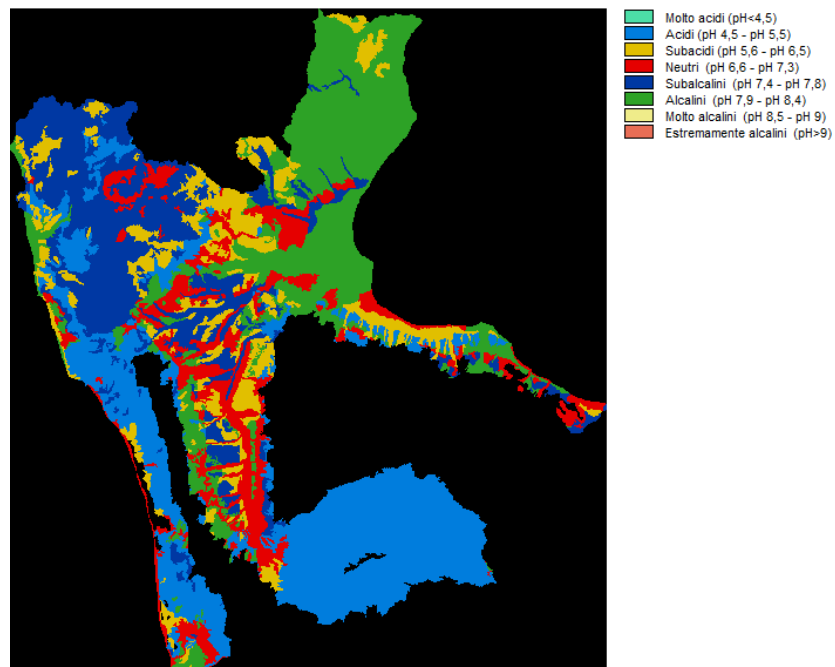 Molto acidi (pH<4,5)
Acidi (pH 4,5 - pH 5,5)
Subacidi (pH 5,6 - pH 6,5)
Neutri (pH 6,6 - pH 7,3)
Subalcalini (pH 7,4 - pH 7,8)
Alcalini (pH 7,9 - pH 8,4)
Molto alcalini (pH 8,5 - pH 9)
Estremamente alcalini (pH>9)